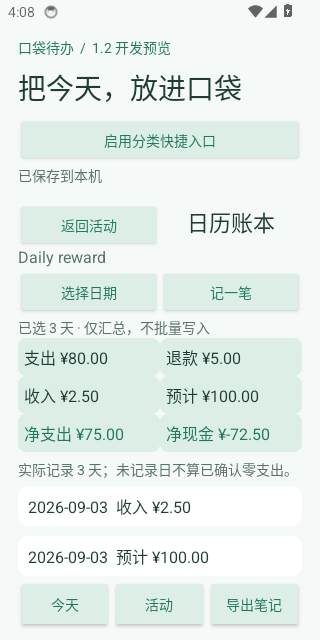 4:08
口袋待办 / 1.2 开发预览
把今天，放进口袋
启用分类快捷入口
已保存到本机
返回活动
日历账本
Daily reward
选择日期
记一笔
已选 3 天 · 仅汇总，不批量写入
支出 ¥80.00
退款 ¥5.00
收入 ¥2.50
预计 ¥100.00
净支出 ¥75.00
净现金 ¥-72.50
实际记录 3 天；未记录日不算已确认零支出。
2026-09-03 收入 ¥2.50
2026-09-03 预计 ¥100.00
今天
活动
导出笔记